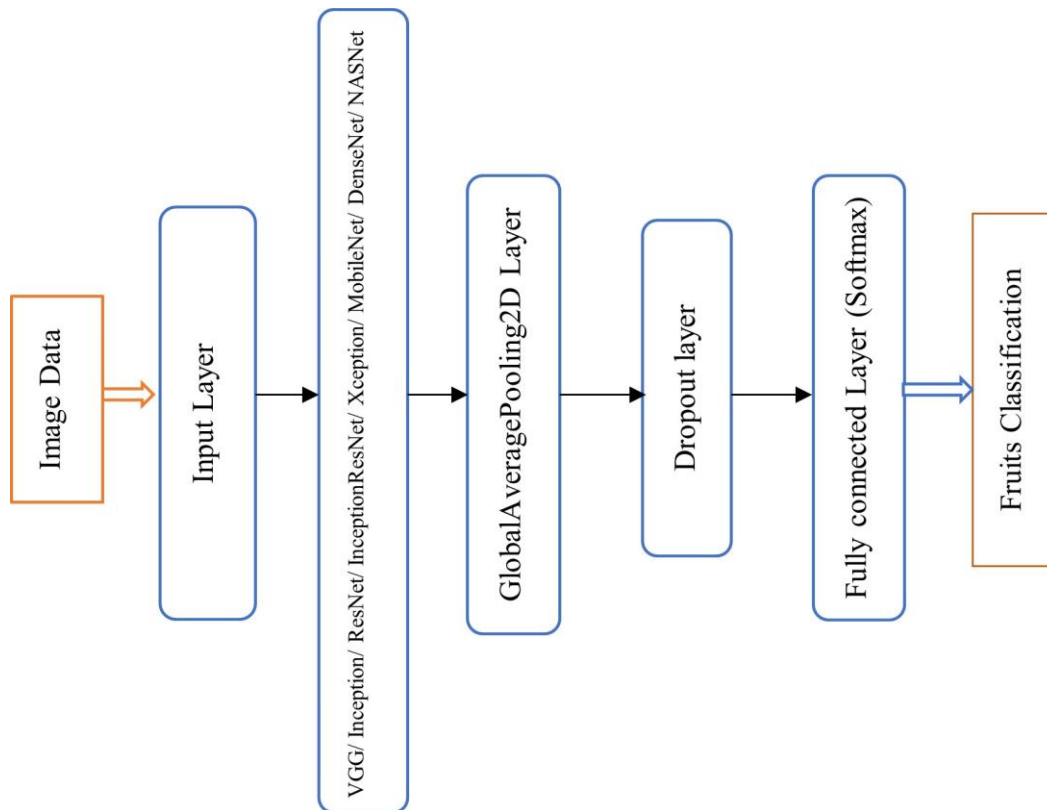 Image Data
Input Layer
VGG/ Inception/ ResNet/ InceptionResNet/ Xception/ MobileNet/ DenseNet/ NASNet
GlobalAveragePooling2D Layer
Dropout layer
Fully connected Layer (Softmax)
Fruits Classification